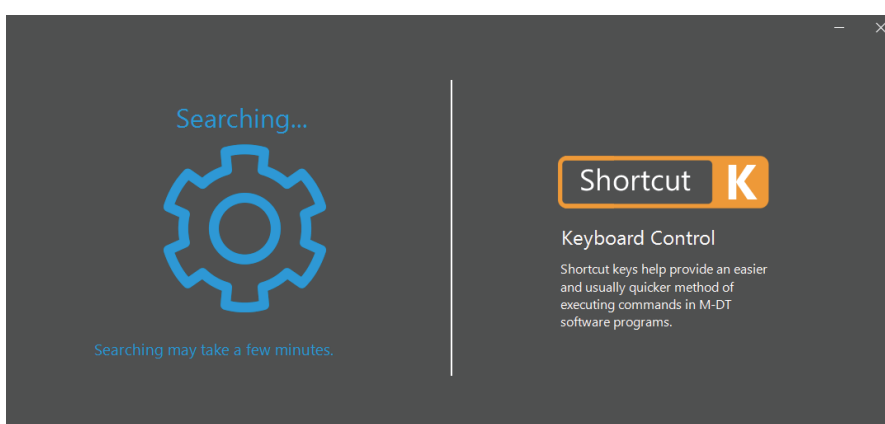 Searching...
Searching may take a few minutes.
Shortcut K
Keyboard Control
Shortcut keys help provide an easier
and usually quicker method of
executing commands in M-DT
software programs.